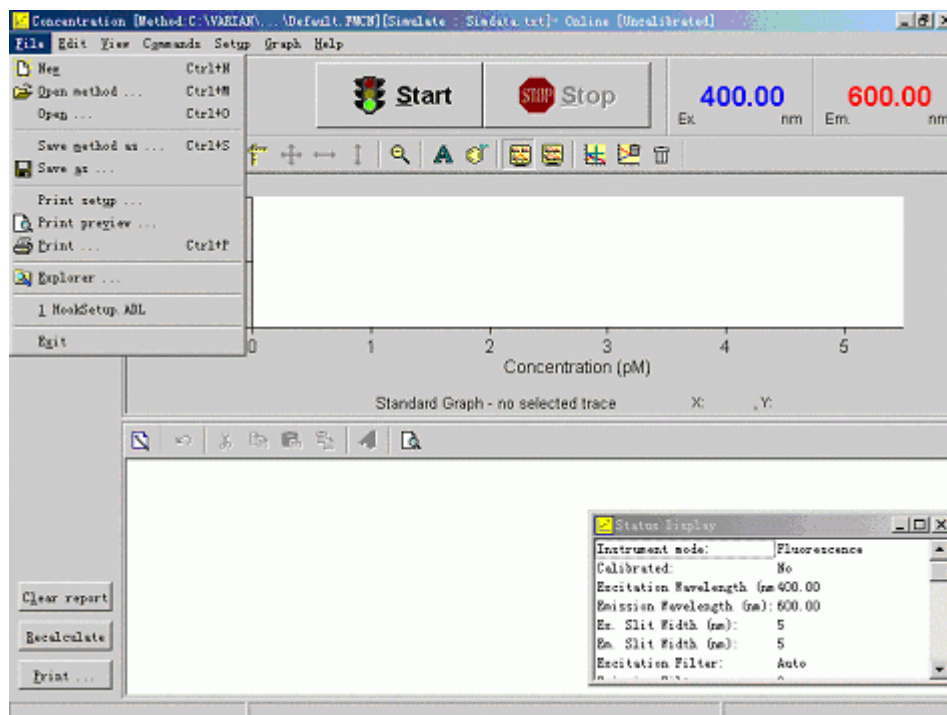 Concentration [Method:C:\VARIAN\...\Default.FMCN][Simulate : Simdata.txt]- Online [Uncalibrated]
File Edit View Commands Setup Graph Help
New Ctrl+N
Open method ... Ctrl+M
Open ... Ctrl+O
Save method as ... Ctrl+S
Save as ...
Print setup ...
Print preview ...
Print ... Ctrl+P
Explorer ...
1 HookSetup.ADL
Exit
Start
STOP Stop
400.00
Ex. nm
600.00
Em. nm
0 1 2 3 4 5
Concentration (pM)
Standard Graph - no selected trace X: , Y:
Clear report
Recalculate
Print ...
Status Display
Instrument mode: Fluorescence
Calibrated: No
Excitation Wavelength (nm 400.00
Emission Wavelength (nm): 600.00
Ex. Slit Width (nm): 5
Em. Slit Width (nm): 5
Excitation Filter: Auto